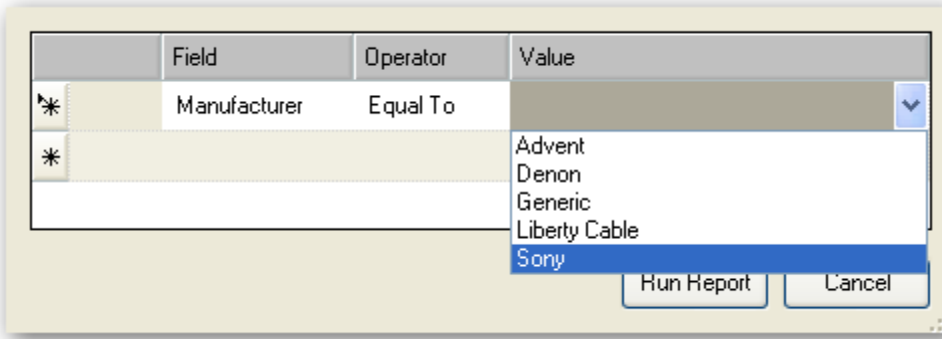 Field Operator Value
Manufacturer Equal To
Advent
Denon
Generic
Liberty Cable
Sony
Run Report Cancel